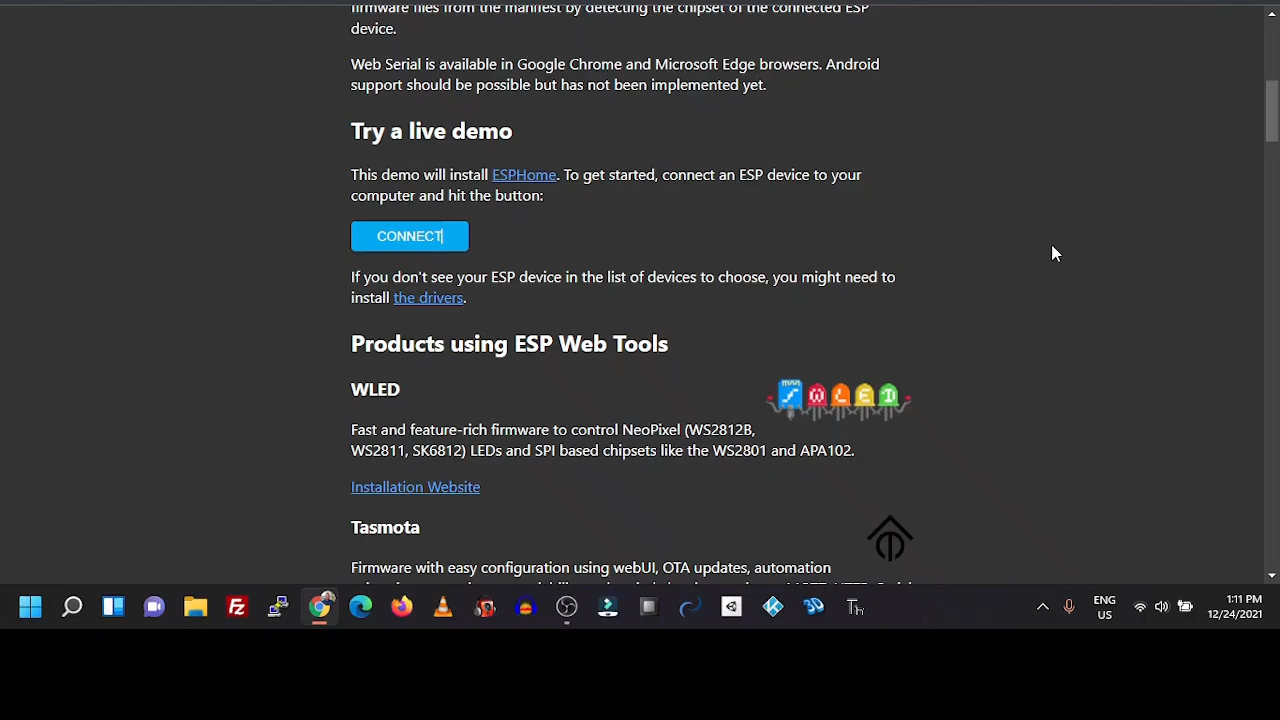 firmware files from the manifest by detecting the chipset of the connected ESP
device.
Web Serial is available in Google Chrome and Microsoft Edge browsers. Android
support should be possible but has not been implemented yet.
Try a live demo
This demo will install ESPHome. To get started, connect an ESP device to your
computer and hit the button:
CONNECT
If you don't see your ESP device in the list of devices to choose, you might need to
install the drivers.
Products using ESP Web Tools
WLED
WLED
Fast and feature-rich firmware to control NeoPixel (WS2812B,
WS2811, SK6812) LEDs and SPI based chipsets like the WS2801 and APA102.
Installation Website
Tasmota
Firmware with easy configuration using webUI, OTA updates, automation
Fz
3D
Th
ENG
US
1:11 PM
12/24/2021